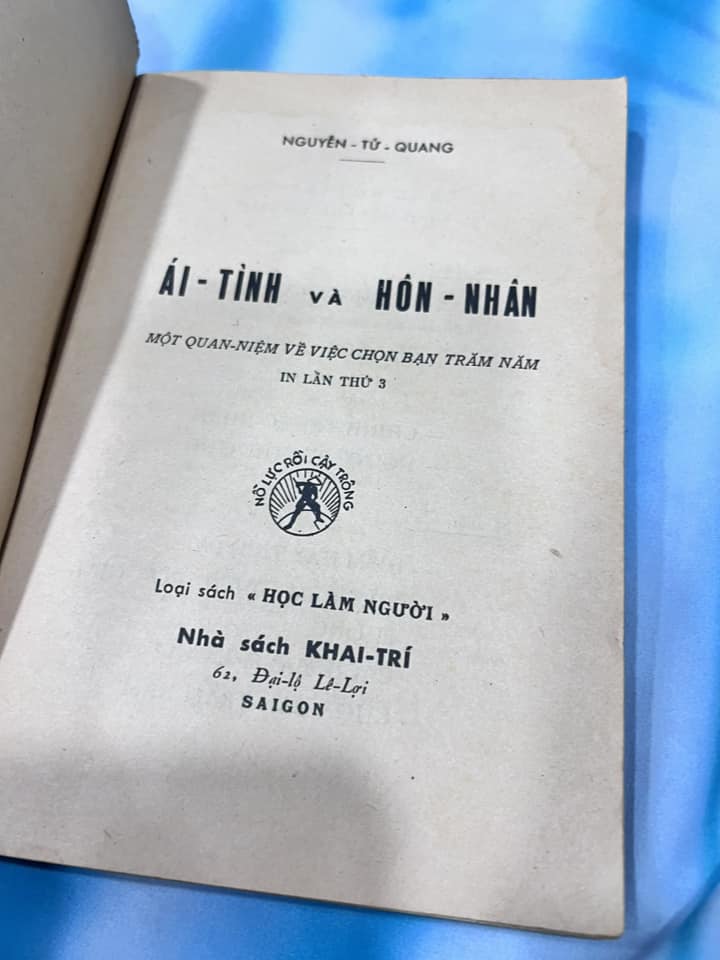 NGUYỄN - TỬ - QUANG
ÁI - TÌNH VÀ HÔN - NHÂN
MỘT QUAN-NIỆM VỀ VIỆC CHỌN BẠN TRĂM NĂM
IN LẦN THỨ 3
NỖ LỰC RỒI CẬY TRÔNG
Loại sách « HỌC LÀM NGƯỜI »
Nhà sách KHAI-TRÍ
62, Đại-lộ Lê-Lợi
SAIGON